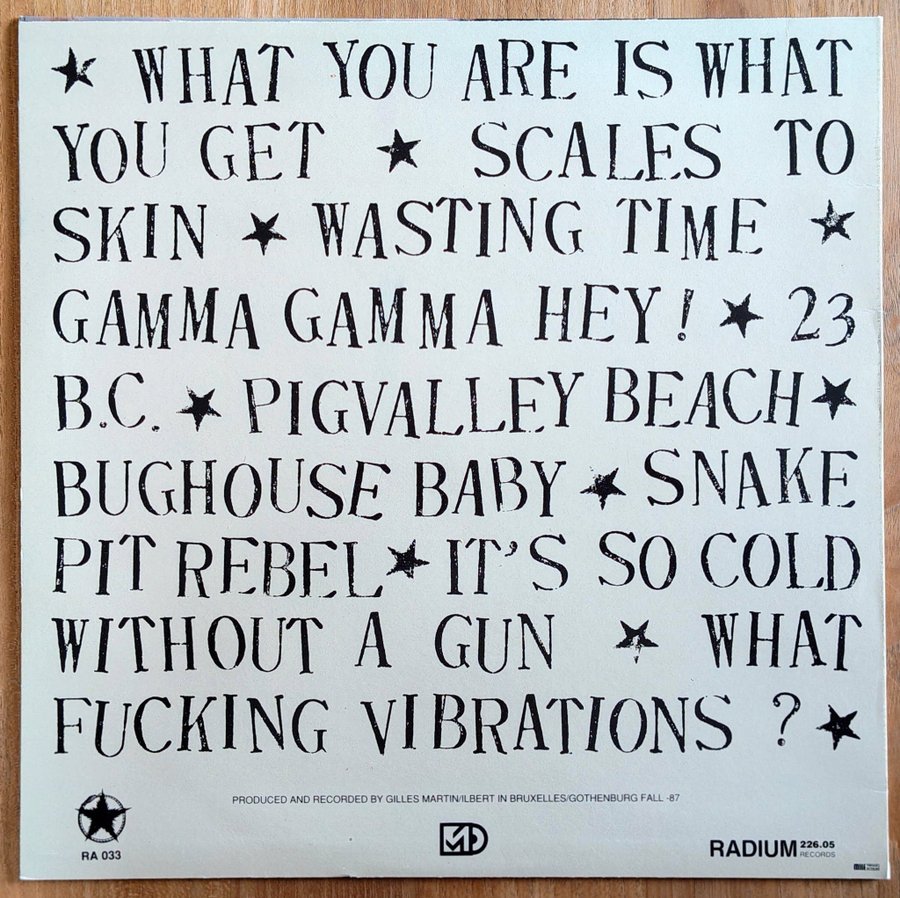 ★ WHAT YOU ARE IS WHAT
YOU GET ★ SCALES TO
SKIN ★ WASTING TIME ★
GAMMA GAMMA HEY! ★ 23
B.C. ★ PIGVALLEY BEACH ★
BUGHOUSE BABY ★ SNAKE
PIT REBEL ★ IT'S SO COLD
WITHOUT A GUN ★ WHAT
FUCKING VIBRATIONS ? ★
PRODUCED AND RECORDED BY GILLES MARTIN/ILBERT IN BRUXELLES/GOTHENBURG FALL -87
RA 033
RADIUM 226.05
RECORDS